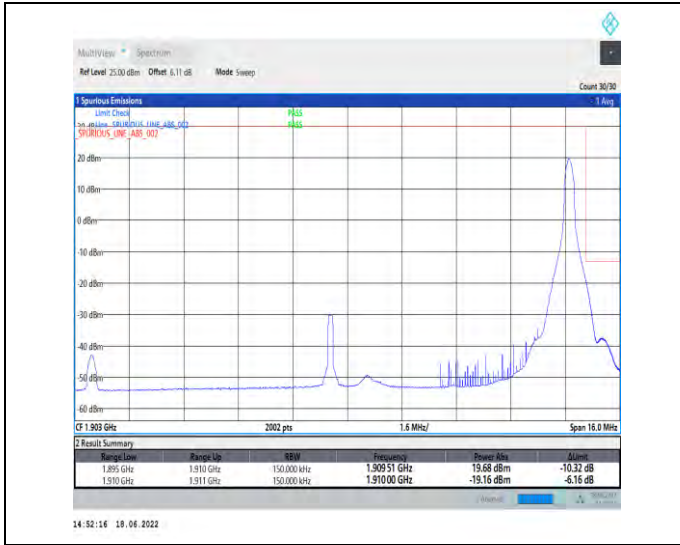 MultiView Spectrum
Ref Level 25.00 dBm Offset 6.11 dB Mode Sweep
Count 30/30
1 Spurious Emissions 1 Avg
Limit Check PASS
Line _SPURIOUS_LINE_ABS_002 PASS
_SPURIOUS_LINE_ABS_002
20 dBm
10 dBm
0 dBm
-10 dBm
-20 dBm
-30 dBm
-40 dBm
-50 dBm
-60 dBm
CF 1.903 GHz 2002 pts 1.6 MHz/ Span 16.0 MHz
2 Result Summary
Range Low Range Up RBW Frequency Power Abs ΔLimit
1.895 GHz 1.910 GHz 150.000 kHz 1.90951 GHz 19.68 dBm -10.32 dB
1.910 GHz 1.911 GHz 150.000 kHz 1.91000 GHz -19.16 dBm -6.16 dB
14:52:16 18.06.2022